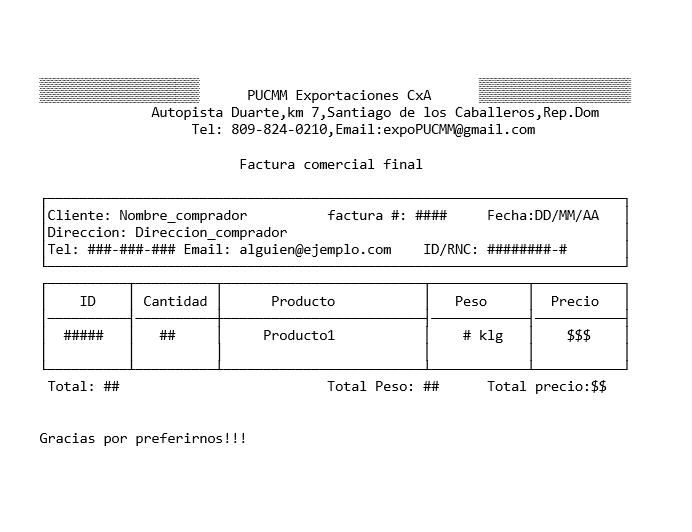 PUCMM Exportaciones CxA
Autopista Duarte,km 7,Santiago de los Caballeros,Rep.Dom
Tel: 809-824-0210,Email:expoPUCMM@gmail.com
Factura comercial final
Cliente: Nombre_comprador factura #: #### Fecha:DD/MM/AA
Direccion: Direccion_comprador
Tel: ###-###-### Email: alguien@ejemplo.com ID/RNC: ########-#
ID Cantidad Producto Peso Precio
##### ## Producto1 # klg $$$
Total: ## Total Peso: ## Total precio:$$
Gracias por preferirnos!!!